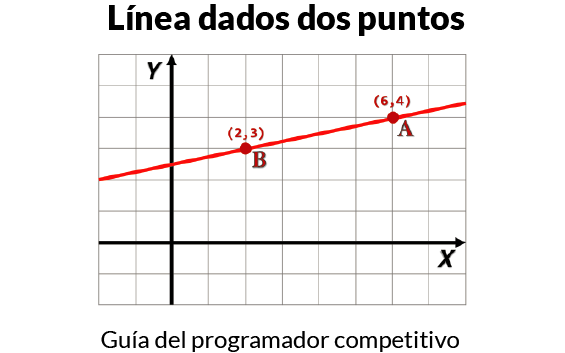 Línea dados dos puntos
Y
(6,4)
A
(2,3)
B
X
Guía del programador competitivo